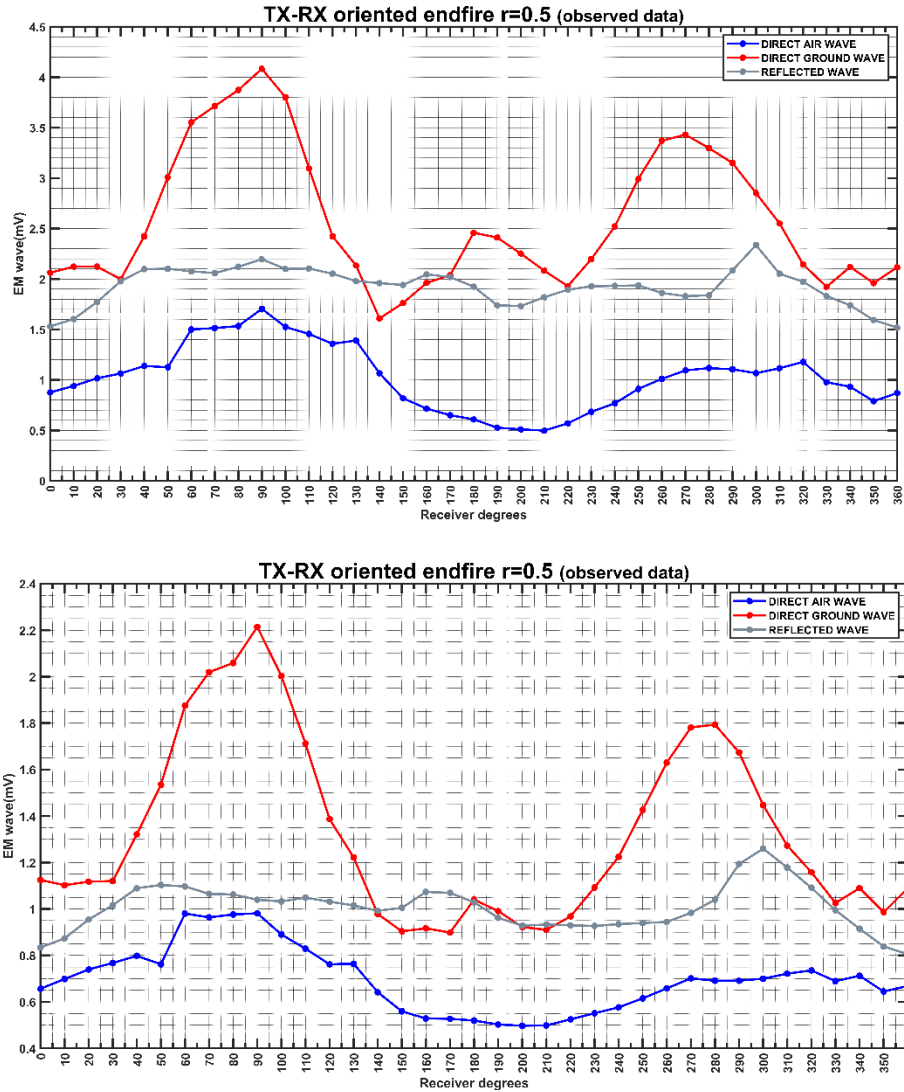 TX-RX oriented endfire r=0.5 (observed data)
4.5
4
3.5
3
2.5
2
1.5
1
0.5
0
EM wave(mV)
DIRECT AIR WAVE
DIRECT GROUND WAVE
REFLECTED WAVE
0 10 20 30 40 50 60 70 80 90 100 110 120 130 140 150 160 170 180 190 200 210 220 230 240 250 260 270 280 290 300 310 320 330 340 350 360
Receiver degrees
TX-RX oriented endfire r=0.5 (observed data)
2.4
2.2
2
1.8
1.6
1.4
1.2
1
0.8
0.6
0.4
EM wave(mV)
DIRECT AIR WAVE
DIRECT GROUND WAVE
REFLECTED WAVE
0 10 20 30 40 50 60 70 80 90 100 110 120 130 140 150 160 170 180 190 200 210 220 230 240 250 260 270 280 290 300 310 320 330 340 350
Receiver degrees